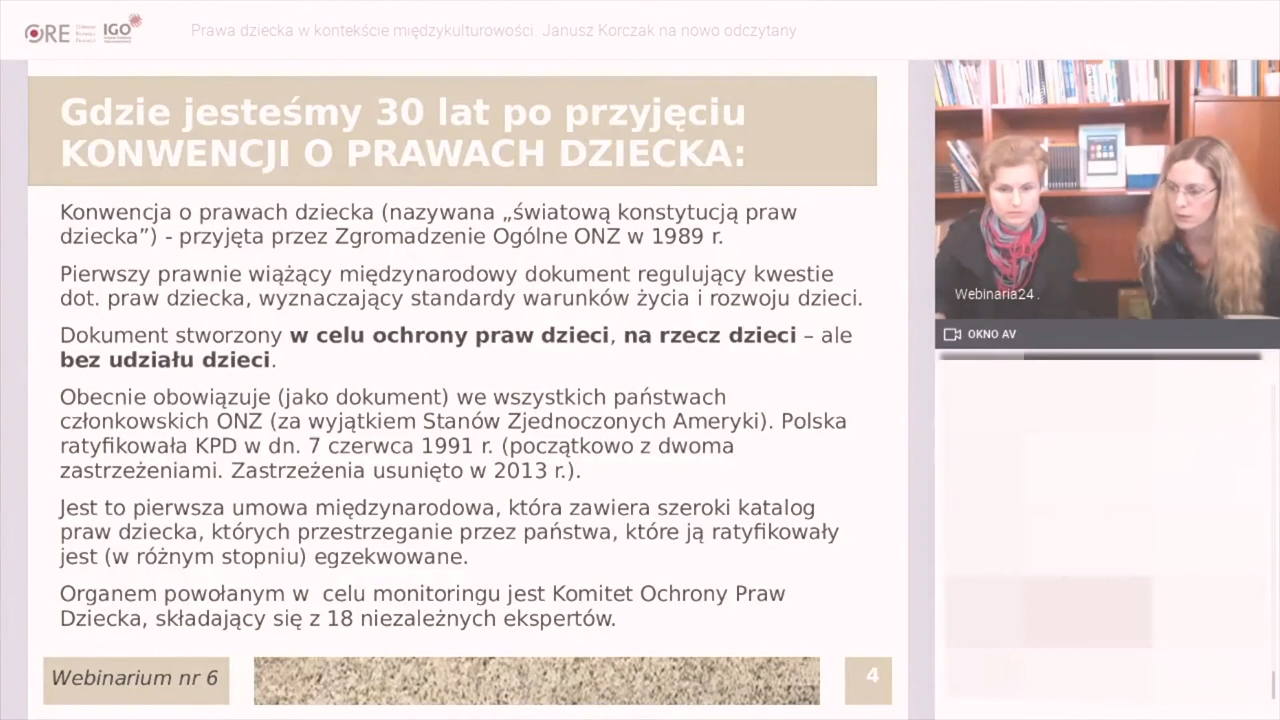 ORE
IGO
Prawa dziecka w kontekście międzykulturowości. Janusz Korczak na nowo odczytany
Gdzie jesteśmy 30 lat po przyjęciu
KONWENCJI O PRAWACH DZIECKA:
Konwencja o prawach dziecka (nazywana „światową konstytucją praw
dziecka”) - przyjęta przez Zgromadzenie Ogólne ONZ w 1989 r.
Pierwszy prawnie wiążący międzynarodowy dokument regulujący kwestie
dot. praw dziecka, wyznaczający standardy warunków życia i rozwoju dzieci.
Dokument stworzony w celu ochrony praw dzieci, na rzecz dzieci – ale
bez udziału dzieci.
Obecnie obowiązuje (jako dokument) we wszystkich państwach
członkowskich ONZ (za wyjątkiem Stanów Zjednoczonych Ameryki). Polska
ratyfikowała KPD w dn. 7 czerwca 1991 r. (początkowo z dwoma
zastrzeżeniami. Zastrzeżenia usunięto w 2013 r.).
Jest to pierwsza umowa międzynarodowa, która zawiera szeroki katalog
praw dziecka, których przestrzeganie przez państwa, które ją ratyfikowały
jest (w różnym stopniu) egzekwowane.
Organem powołanym w  celu monitoringu jest Komitet Ochrony Praw
Dziecka, składający się z 18 niezależnych ekspertów.
Webinarium nr 6
4
Webinaria24 .
OKNO AV